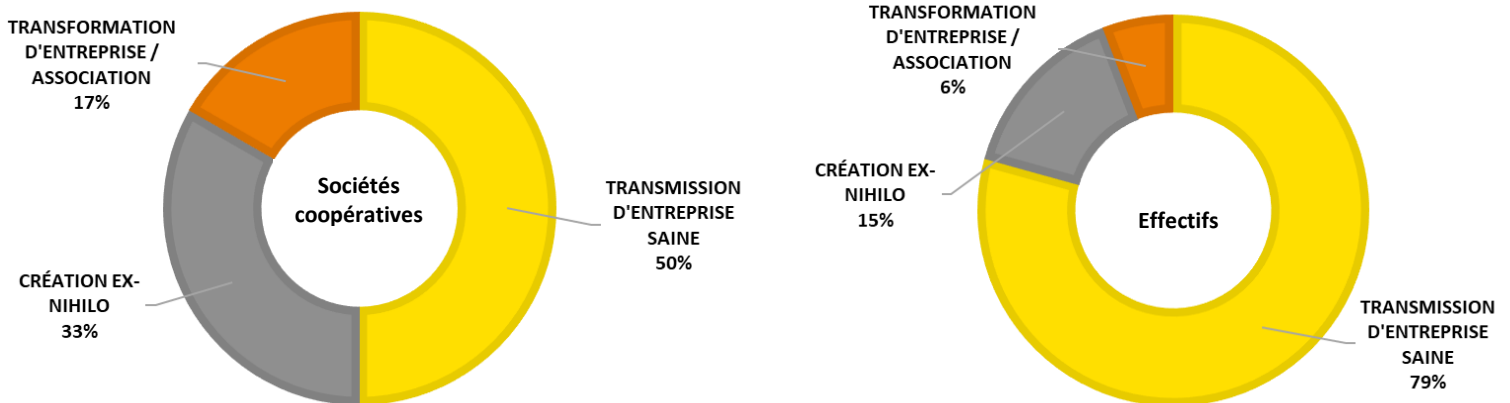 TRANSFORMATION
D'ENTREPRISE /
ASSOCIATION
17%
Sociétés
coopératives
TRANSMISSION
D'ENTREPRISE
SAINE
50%
CRÉATION EX-
NIHILO
33%
TRANSFORMATION
D'ENTREPRISE /
ASSOCIATION
6%
CRÉATION EX-
NIHILO
15%
Effectifs
TRANSMISSION
D'ENTREPRISE
SAINE
79%